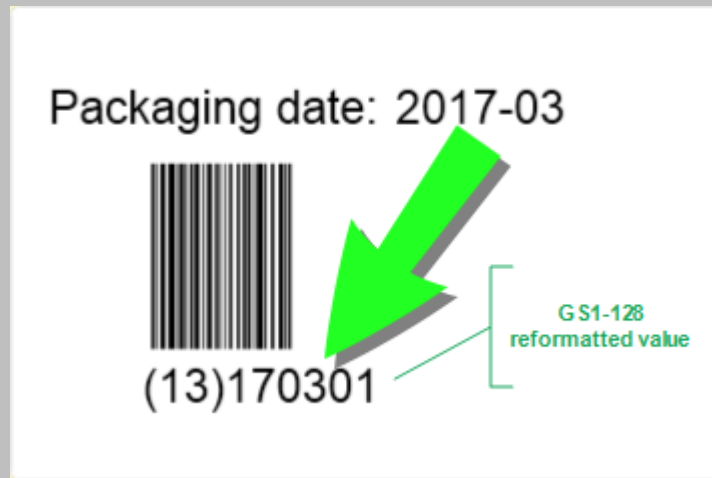 Packaging date: 2017-03
(13)170301
GS1-128
reformatted value